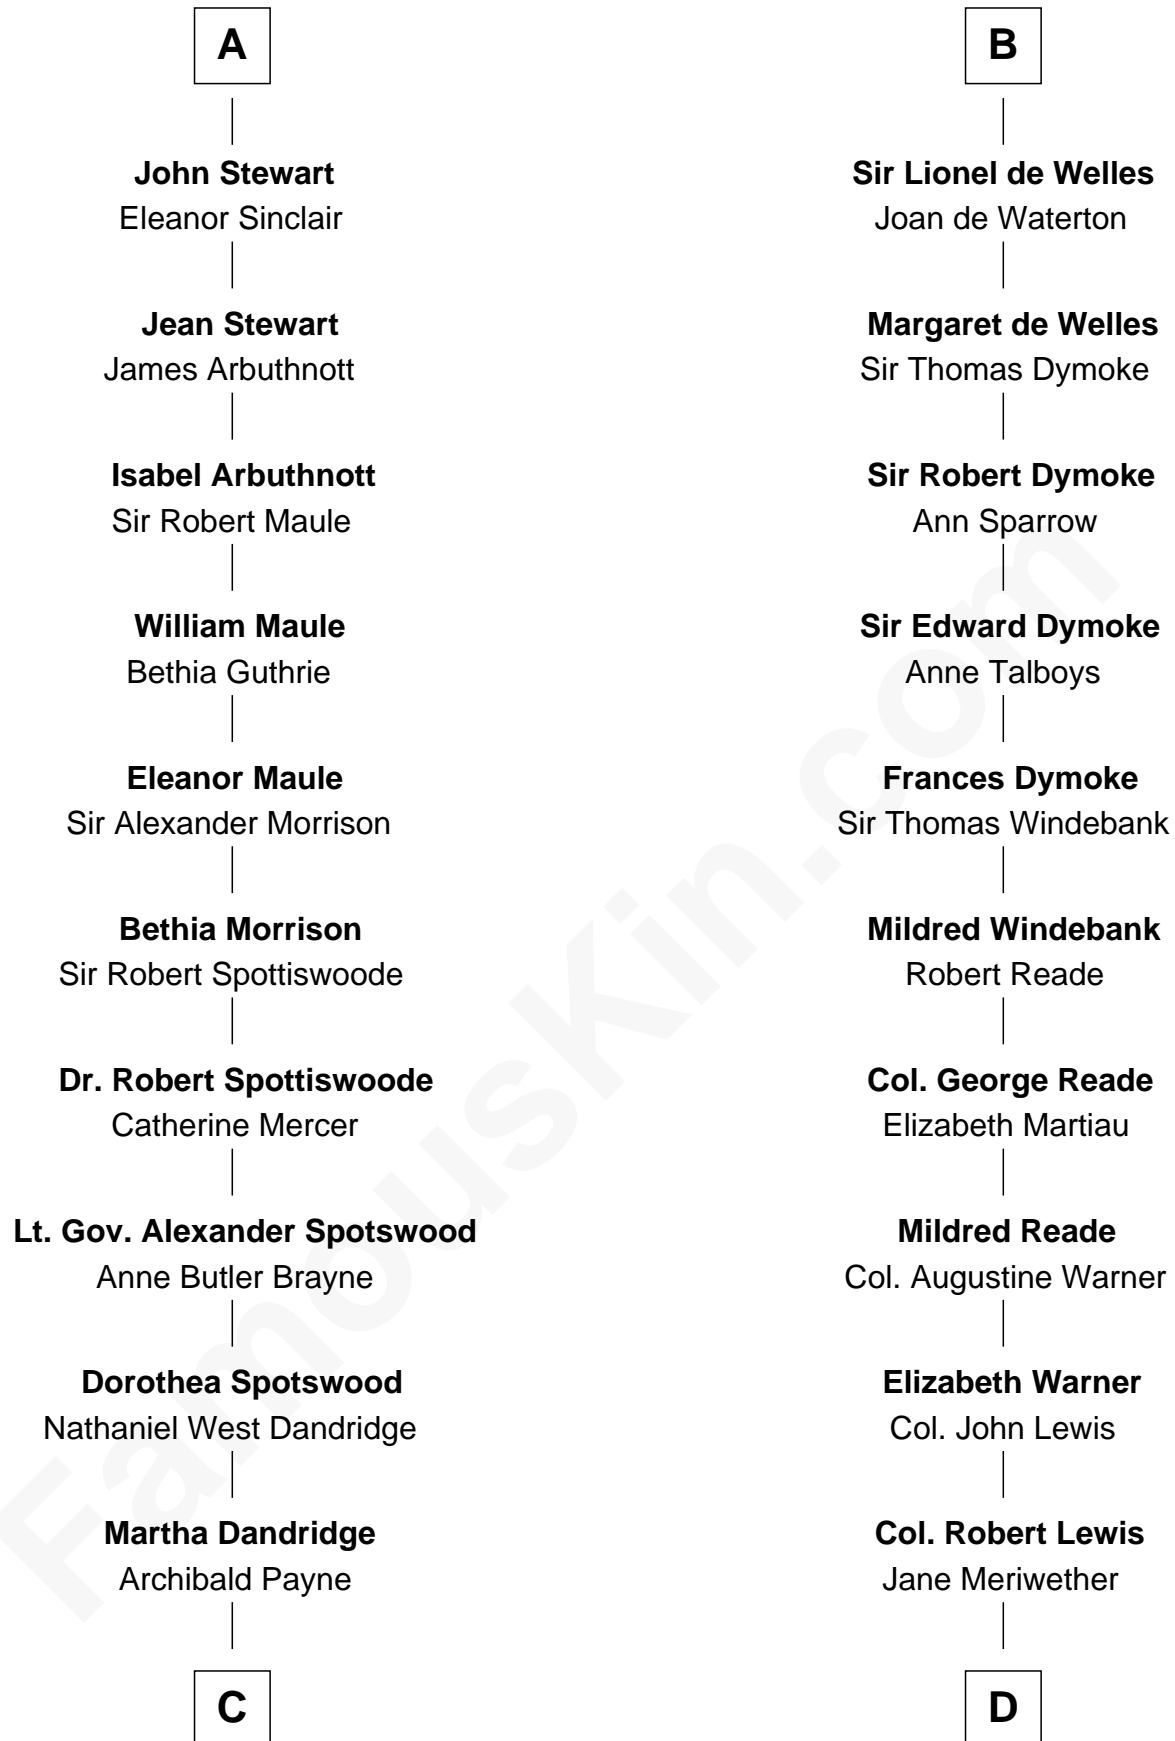 A
John Stewart
Eleanor Sinclair
Jean Stewart
James Arbuthnott
Isabel Arbuthnott
Sir Robert Maule
William Maule
Bethia Guthrie
Eleanor Maule
Sir Alexander Morrison
Bethia Morrison
Sir Robert Spottiswoode
Dr. Robert Spottiswoode
Catherine Mercer
Lt. Gov. Alexander Spotswood
Anne Butler Brayne
Dorothea Spotswood
Nathaniel West Dandridge
Martha Dandridge
Archibald Payne
C
B
Sir Lionel de Welles
Joan de Waterton
Margaret de Welles
Sir Thomas Dymoke
Sir Robert Dymoke
Ann Sparrow
Sir Edward Dymoke
Anne Talboys
Frances Dymoke
Sir Thomas Windebank
Mildred Windebank
Robert Reade
Col. George Reade
Elizabeth Martiau
Mildred Reade
Col. Augustine Warner
Elizabeth Warner
Col. John Lewis
Col. Robert Lewis
Jane Meriwether
D
FamousKin.com